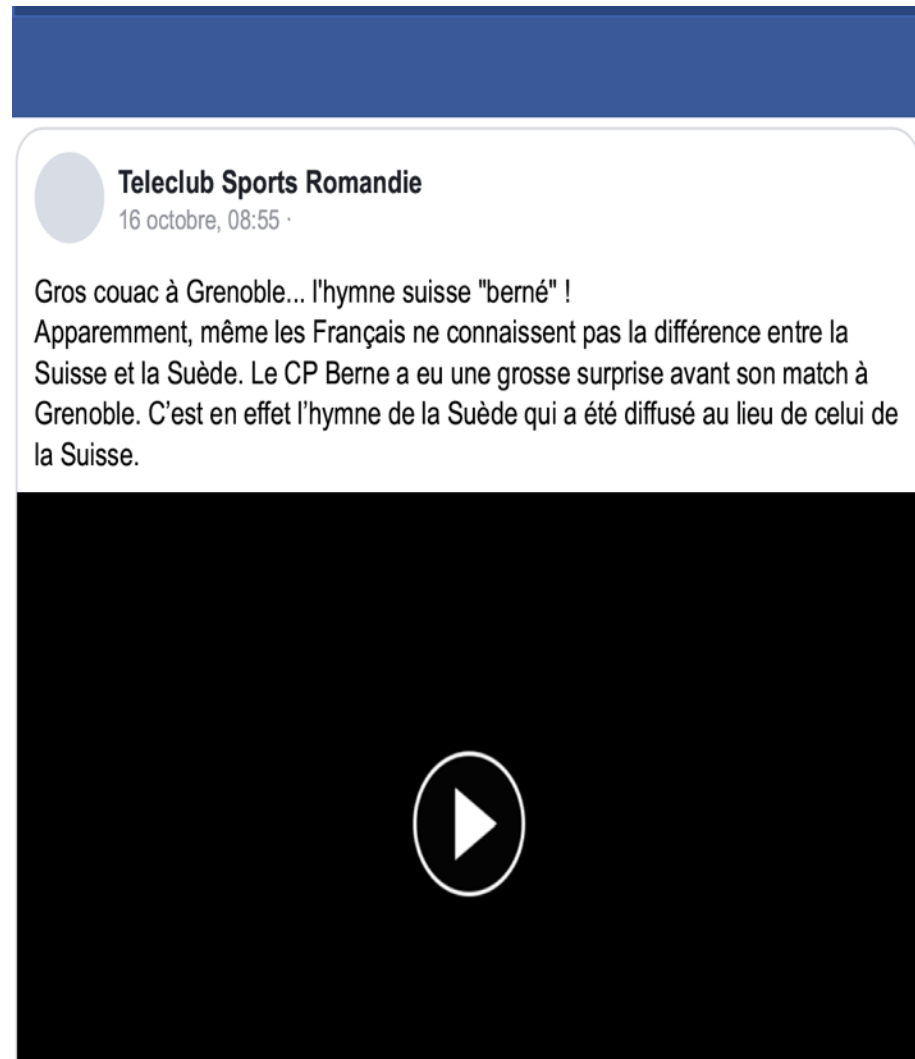 Teleclub Sports Romandie
16 octobre, 08:55 ·
Gros couac à Grenoble... l'hymne suisse "berné" !
Apparemment, même les Français ne connaissent pas la différence entre la
Suisse et la Suède. Le CP Berne a eu une grosse surprise avant son match à
Grenoble. C’est en effet l’hymne de la Suède qui a été diffusé au lieu de celui de
la Suisse.